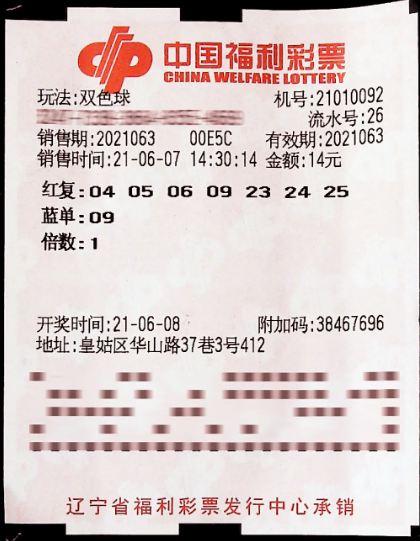 中国福利彩票
CHINA WELFARE LOTTERY
玩法:双色球 机号:21010092
流水号:26
销售期:2021063 00E5C 有效期:2021063
销售时间:21-06-07 14:30:14 金额:14元
红复:04 05 06 09 23 24 25
蓝单:09
倍数:1
开奖时间:21-06-08 附加码:38467696
地址:皇姑区华山路37巷3号412
辽宁省福利彩票发行中心承销